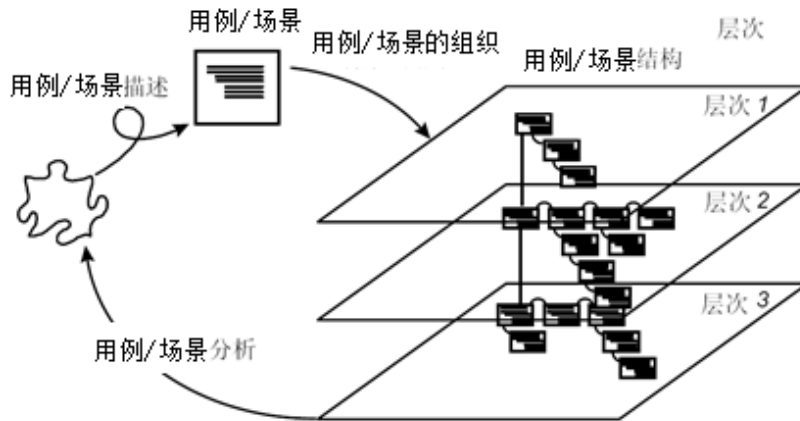 用例/场景
层次
用例/场景的组织
用例/场景结构
用例/场景描述
层次 1
层次 2
层次 3
用例/场景分析